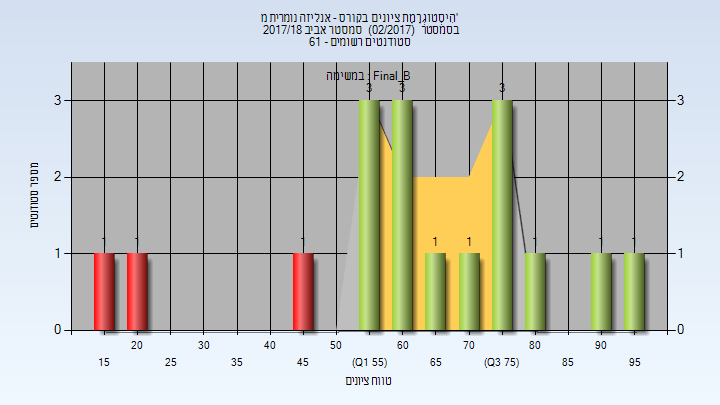 'היסטוגרמת ציונים בקורס - אנליזה נומרית מ
בסמסטר (02/2017) סמסטר אביב 2017/18
סטודנטים רשומים - 61
במשימה : Final_B
3 3 3
1 1 1 1 1 1 1 1
3 3
2 2
1 1
0 0
מספר סטודנטים
20 30 40 50 60 70 80 90
15 25 35 45 (Q1 55) 65 (Q3 75) 85 95
טווח ציונים